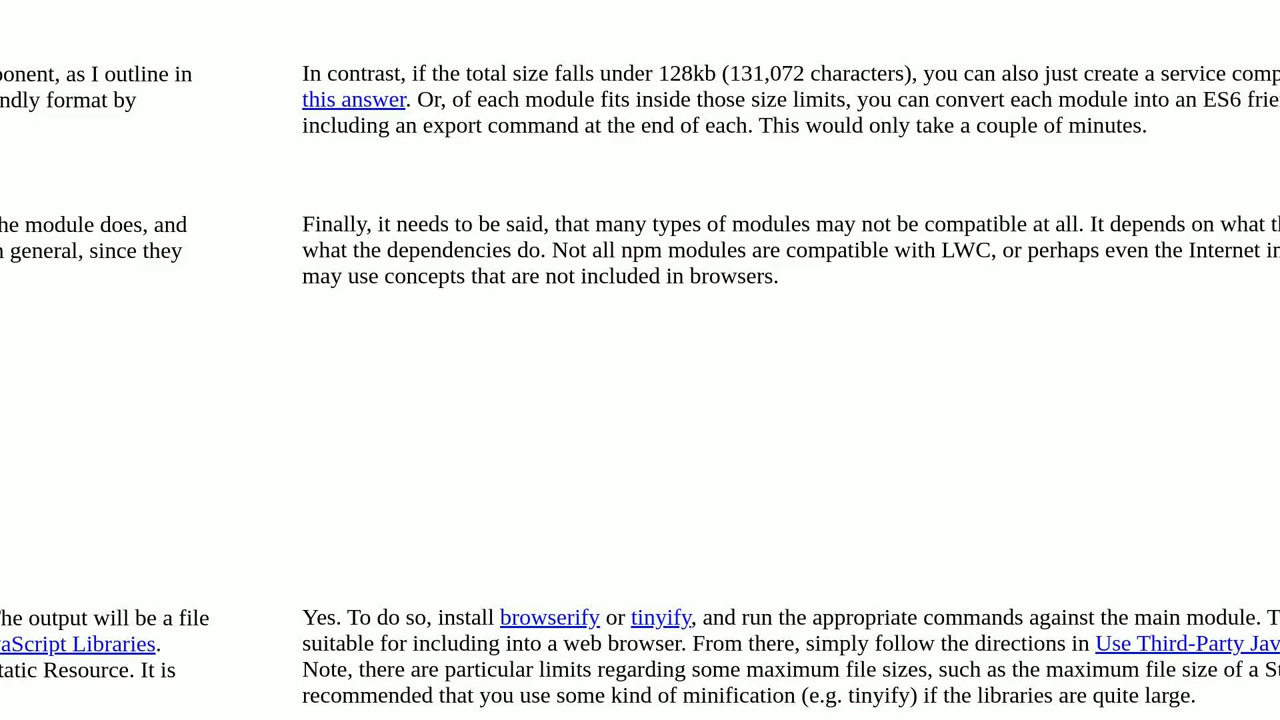 ponent, as I outline in
ndly format by
In contrast, if the total size falls under 128kb (131,072 characters), you can also just create a service comp
this answer. Or, of each module fits inside those size limits, you can convert each module into an ES6 frie
including an export command at the end of each. This would only take a couple of minutes.
he module does, and
n general, since they
Finally, it needs to be said, that many types of modules may not be compatible at all. It depends on what th
what the dependencies do. Not all npm modules are compatible with LWC, or perhaps even the Internet in
may use concepts that are not included in browsers.
The output will be a file
vaScript Libraries.
tatic Resource. It is
Yes. To do so, install browserify or tinyify, and run the appropriate commands against the main module. T
suitable for including into a web browser. From there, simply follow the directions in Use Third-Party Jav
Note, there are particular limits regarding some maximum file sizes, such as the maximum file size of a St
recommended that you use some kind of minification (e.g. tinyify) if the libraries are quite large.